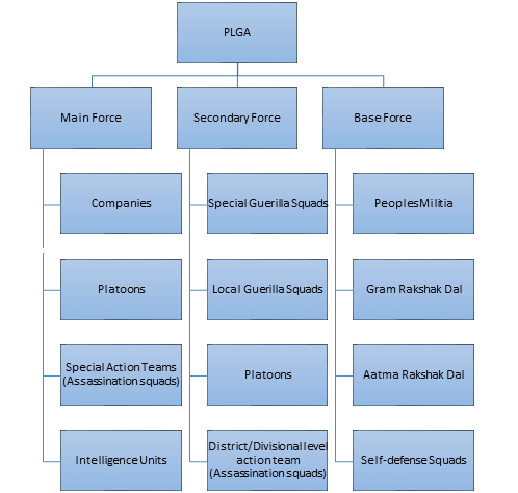 PLGA
Main Force
Secondary Force
Base Force
Companies
Special Guerilla Squads
Peoples Militia
Platoons
Local Guerilla Squads
Gram Rakshak Dal
Special Action Teams
(Assassination squads)
Platoons
Aatma Rakshak Dal
Intelligence Units
District/Divisional level
action team
(Assassination squads)
Self-defense Squads